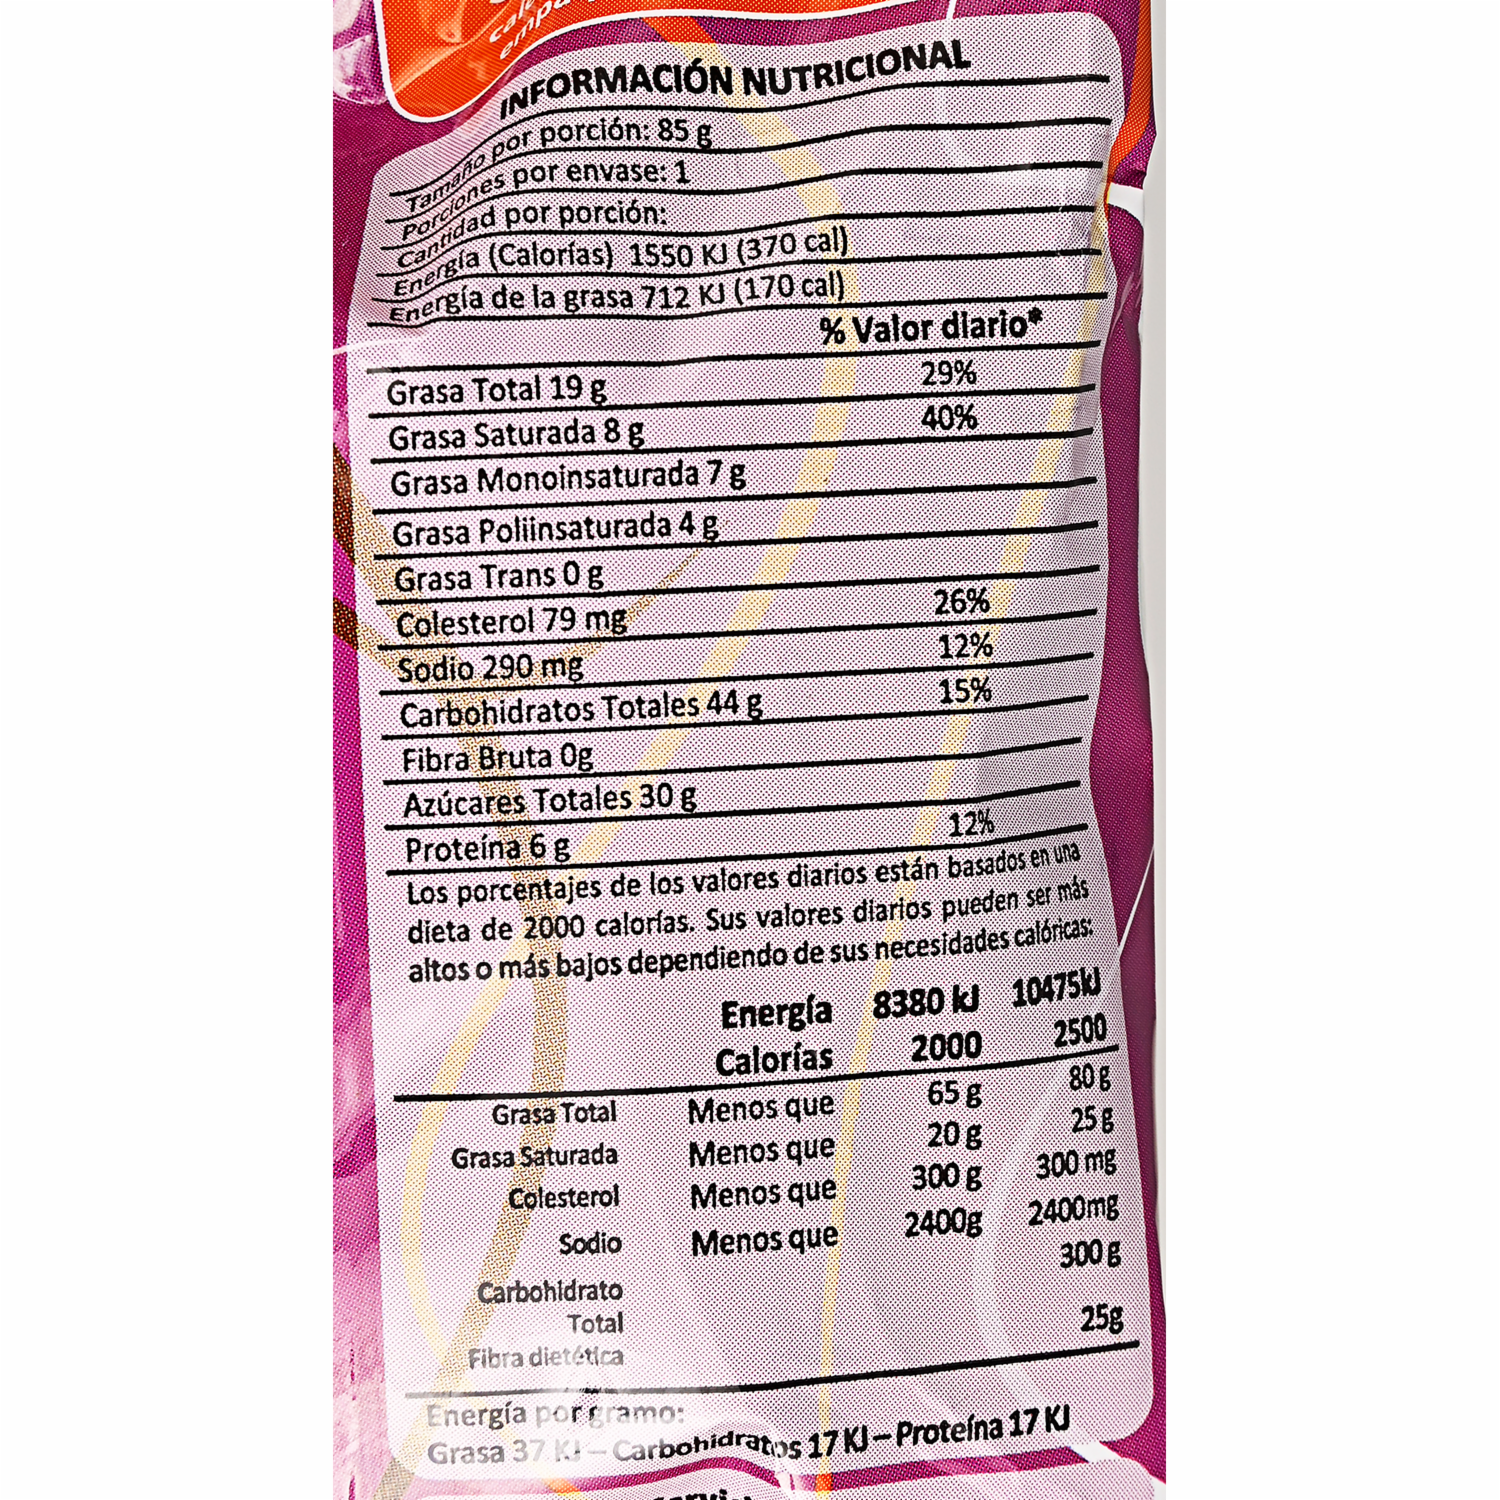 INFORMACIÓN NUTRICIONAL
Tamaño por porción: 85 g
Porciones por envase: 1
Cantidad por porción:
Energía (Calorías) 1550 KJ (370 cal)
Energía de la grasa 712 KJ (170 cal)
% Valor diario*
Grasa Total 19 g 29%
Grasa Saturada 8 g 40%
Grasa Monoinsaturada 7 g
Grasa Poliinsaturada 4 g
Grasa Trans 0 g
Colesterol 79 mg 26%
Sodio 290 mg 12%
Carbohidratos Totales 44 g 15%
Fibra Bruta 0g
Azúcares Totales 30 g
Proteína 6 g 12%
Los porcentajes de los valores diarios están basados en una
dieta de 2000 calorías. Sus valores diarios pueden ser más
altos o más bajos dependiendo de sus necesidades calóricas:
Energía 8380 kJ 10475kJ
Calorías 2000 2500
Grasa Total Menos que 65 g 80 g
Grasa Saturada Menos que 20 g 25 g
Colesterol Menos que 300 g 300 mg
Sodio Menos que 2400g 2400mg
300 g
Carbohidrato
Total 25g
Fibra dietética
Energía por gramo:
Grasa 37 KJ – Carbohidratos 17 KJ – Proteína 17 KJ